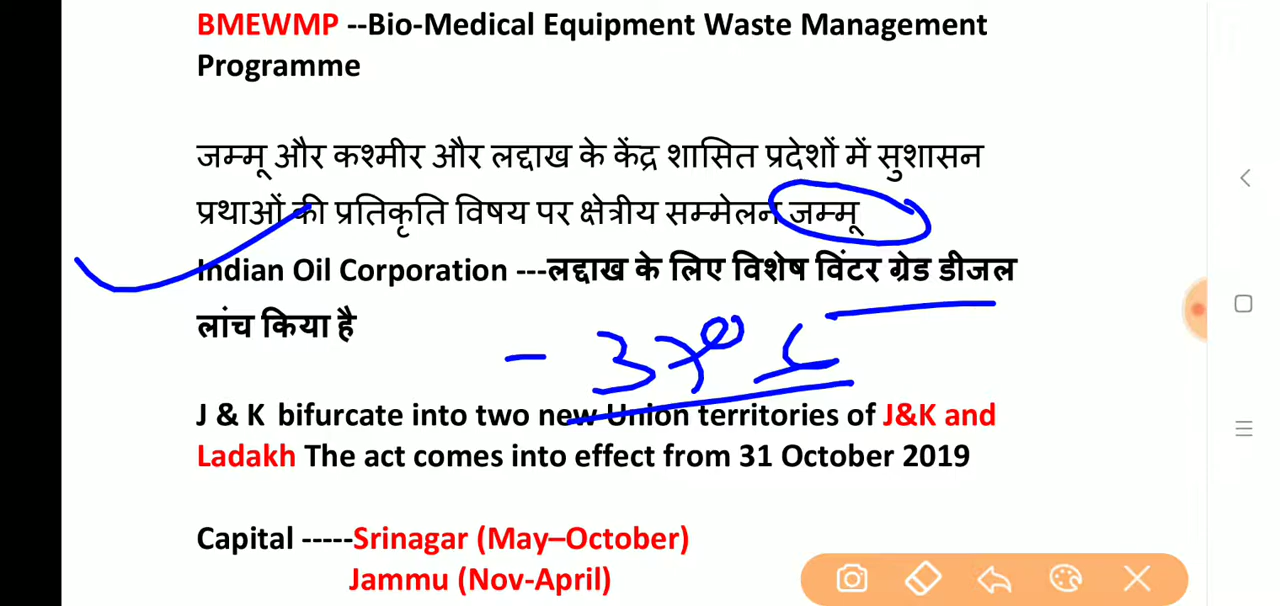 BMEWMP --Bio-Medical Equipment Waste Management
Programme
जम्मू और कश्मीर और लद्दाख के केंद्र शासित प्रदेशों में सुशासन
प्रथाओं की प्रतिकृति विषय पर क्षेत्रीय सम्मेलन जम्मू
Indian Oil Corporation ---लद्दाख के लिए विशेष विंटर ग्रेड डीजल
लांच किया है
J & K bifurcate into two new Union territories of J&K and
Ladakh The act comes into effect from 31 October 2019
Capital -----Srinagar (May–October)
Jammu (Nov-April)